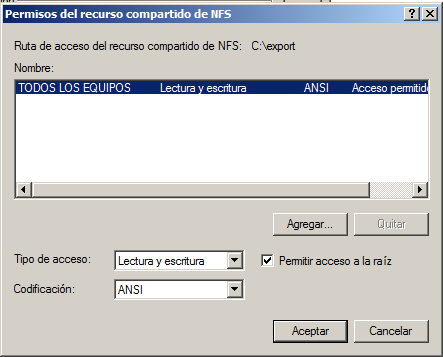 Permisos del recurso compartido de NFS
Ruta de acceso del recurso compartido de NFS: C:\export
Nombre:
TODOS LOS EQUIPOS Lectura y escritura ANSI Acceso permitido
Agregar... Quitar
Tipo de acceso: Lectura y escritura Permitir acceso a la raíz
Codificación: ANSI
Aceptar Cancelar